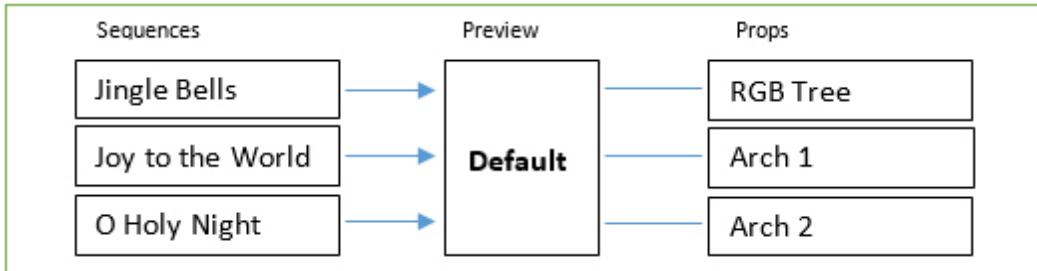 Sequences Preview Props
Jingle Bells RGB Tree
Joy to the World Default Arch 1
O Holy Night Arch 2